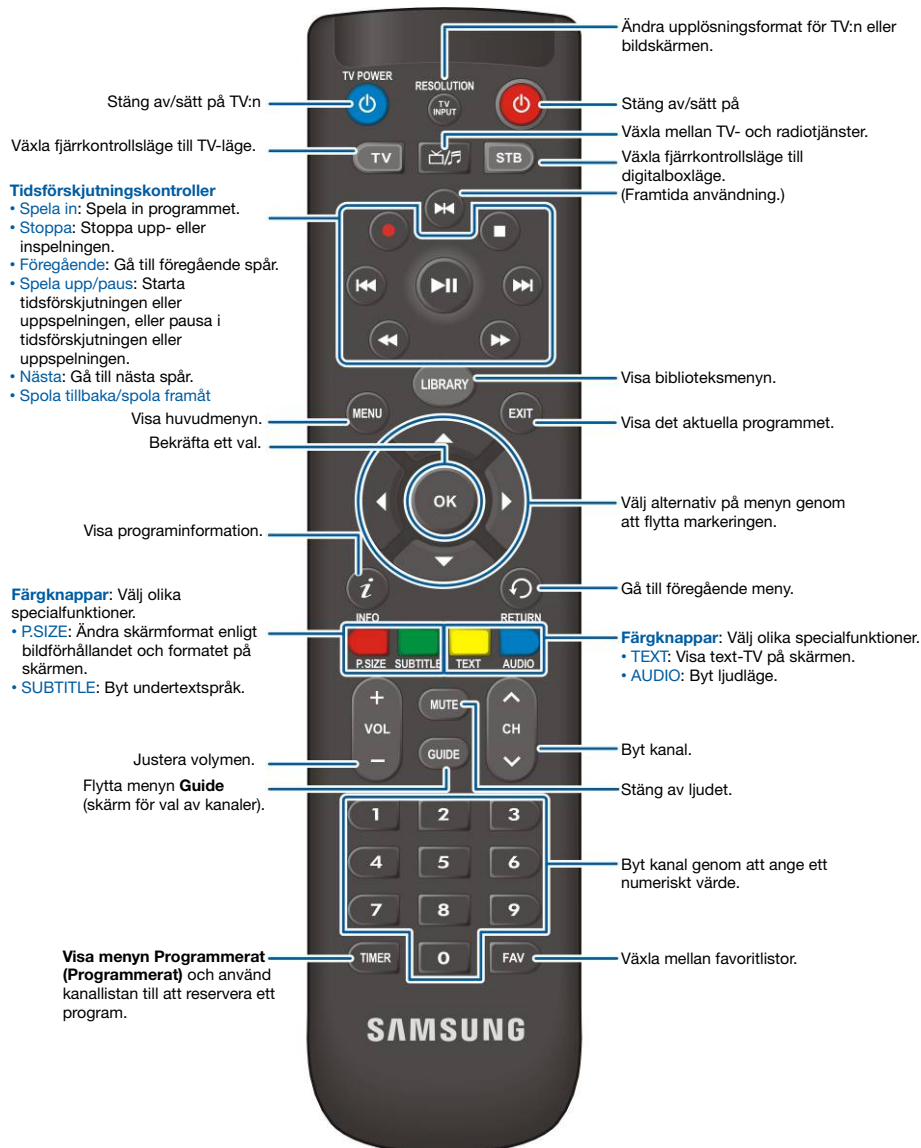 Ändra upplösningsformat för TV:n eller
bildskärmen.
TV POWER
RESOLUTION
TV
INPUT
Stäng av/sätt på TV:n
Stäng av/sätt på
Växla mellan TV- och radiotjänster.
Växla fjärrkontrollsläge till TV-läge.
TV
STB
Växla fjärrkontrollsläge till
digitalboxläge.
(Framtida användning.)
Tidsförskjutningskontroller
• Spela in: Spela in programmet.
• Stoppa: Stoppa upp- eller
inspelningen.
• Föregående: Gå till föregående spår.
• Spela upp/paus: Starta
tidsförskjutningen eller
uppspelningen, eller pausa i
tidsförskjutningen eller
uppspelningen.
• Nästa: Gå till nästa spår.
• Spola tillbaka/spola framåt
LIBRARY
Visa biblioteksmenyn.
MENU
EXIT
Visa huvudmenyn.
Visa det aktuella programmet.
Bekräfta ett val.
OK
Välj alternativ på menyn genom
att flytta markeringen.
Visa programinformation.
i
Gå till föregående meny.
INFO
RETURN
Färgknappar: Välj olika
specialfunktioner.
• P.SIZE: Ändra skärmformat enligt
bildförhållandet och formatet på
skärmen.
• SUBTITLE: Byt undertextspråk.
P.SIZE SUBTITLE TEXT AUDIO
Färgknappar: Välj olika specialfunktioner.
• TEXT: Visa text-TV på skärmen.
• AUDIO: Byt ljudläge.
+
VOL
−
MUTE
CH
GUIDE
Justera volymen.
Byt kanal.
Flytta menyn Guide
(skärm för val av kanaler).
Stäng av ljudet.
1 2 3
4 5 6
7 8 9
Byt kanal genom att ange ett
numeriskt värde.
TIMER 0 FAV
Visa menyn Programmerat
(Programmerat) och använd
kanallistan till att reservera ett
program.
Växla mellan favoritlistor.
SAMSUNG